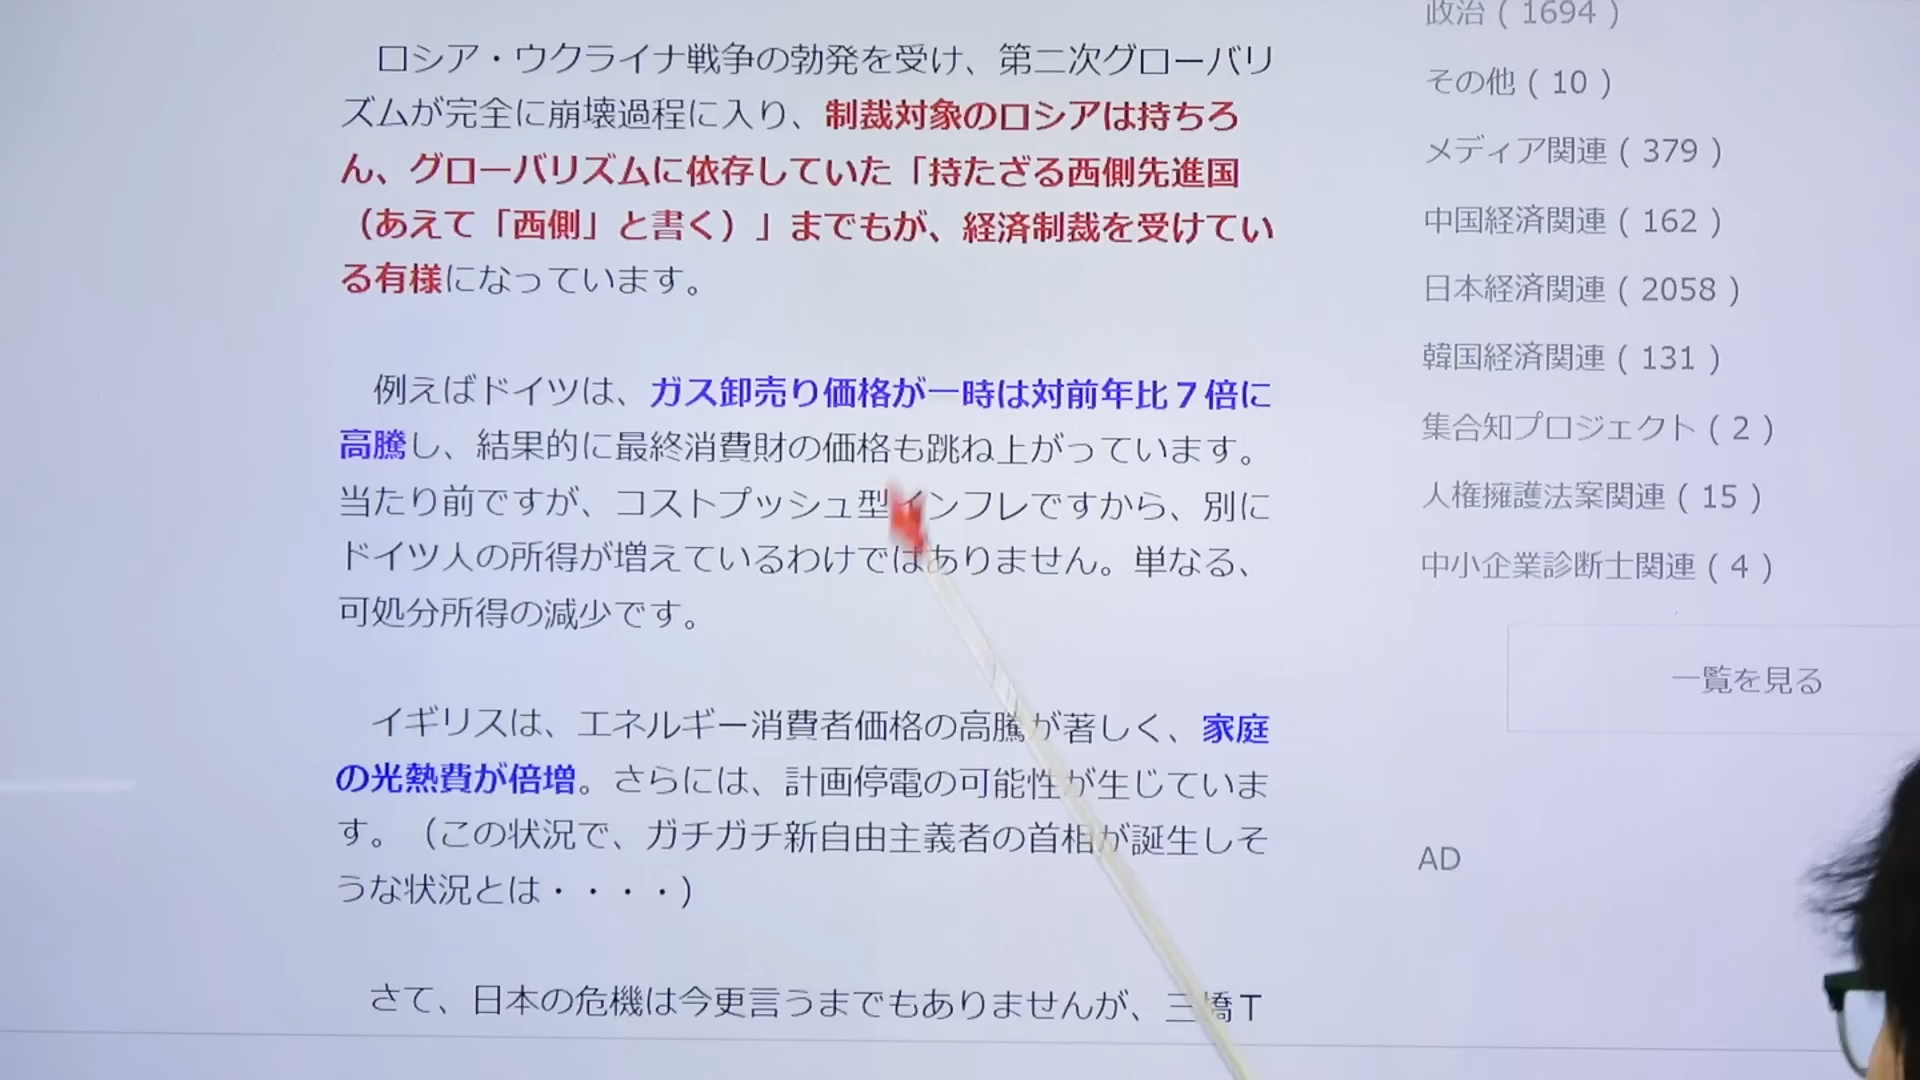 ロシア・ウクライナ戦争の勃発を受け、第二次グローバリ
ズムが完全に崩壊過程に入り、制裁対象のロシアは持ちろ
ん、グローバリズムに依存していた「持たざる西側先進国
（あえて「西側」と書く）」までもが、経済制裁を受けてい
る有様になっています。
例えばドイツは、ガス卸売り価格が一時は対前年比７倍に
高騰し、結果的に最終消費財の価格も跳ね上がっています。
当たり前ですが、コストプッシュ型インフレですから、別に
ドイツ人の所得が増えているわけではありません。単なる、
可処分所得の減少です。
イギリスは、エネルギー消費者価格の高騰が著しく、家庭
の光熱費が倍増。さらには、計画停電の可能性が生じていま
す。（この状況で、ガチガチ新自由主義者の首相が誕生しそ
うな状況とは・・・・）
さて、日本の危機は今更言うまでもありませんが、三橋Ｔ
政治 ( 1694 )
その他 ( 10 )
メディア関連 ( 379 )
中国経済関連 ( 162 )
日本経済関連 ( 2058 )
韓国経済関連 ( 131 )
集合知プロジェクト ( 2 )
人権擁護法案関連 ( 15 )
中小企業診断士関連 ( 4 )
一覧を見る
AD